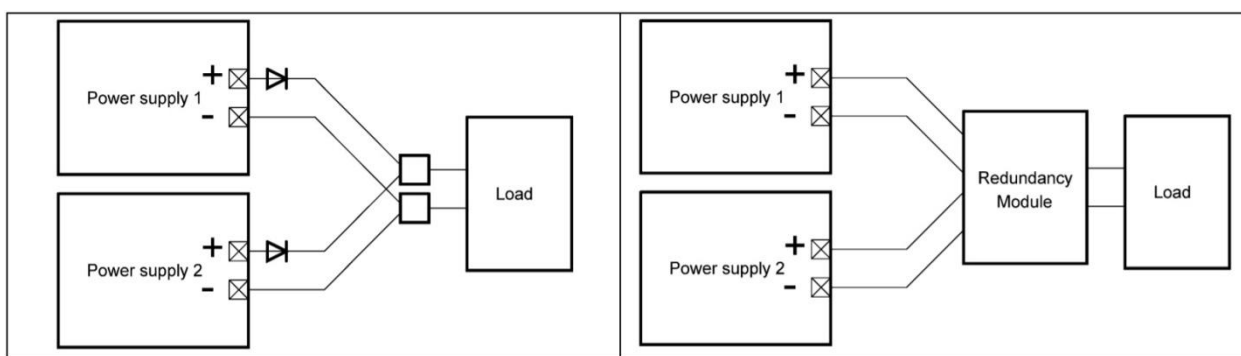 +
Power supply 1
-
Load
+
Power supply 2
-
+
Power supply 1
-
Redundancy
Module
Load
+
Power supply 2
-